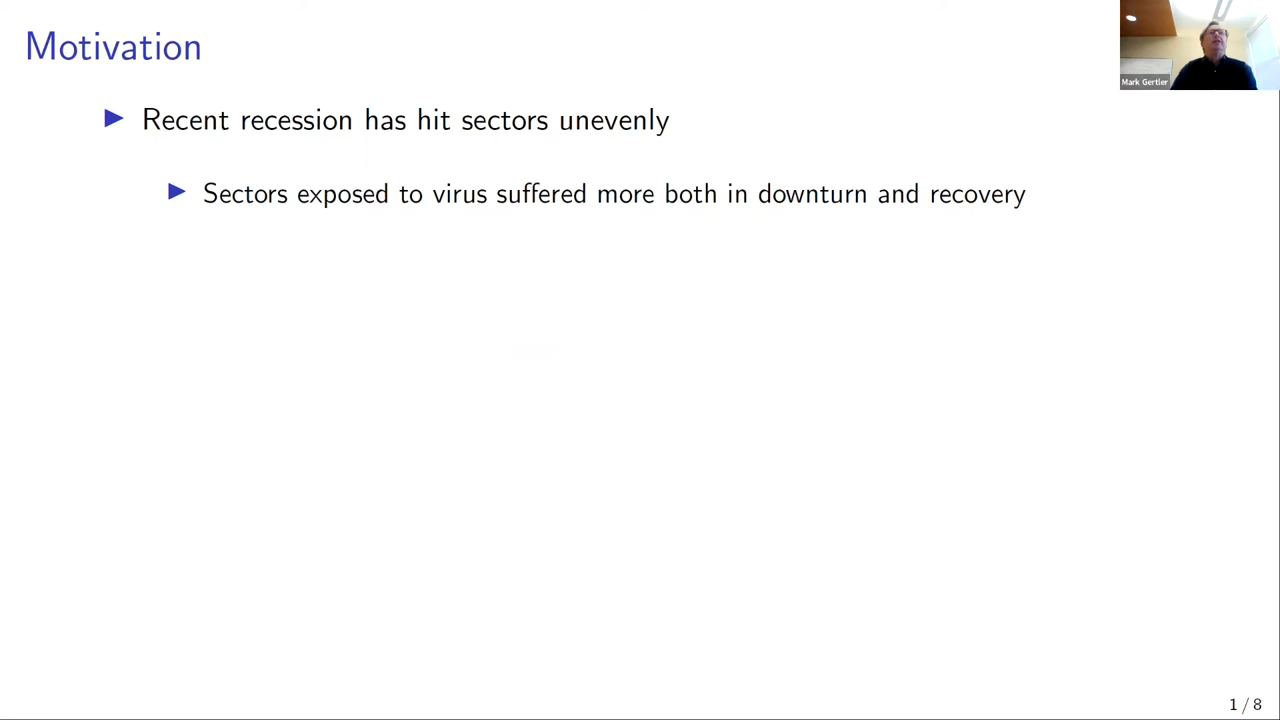 Motivation
Mark Gertler
▶ Recent recession has hit sectors unevenly
▶ Sectors exposed to virus suffered more both in downturn and recovery
1 / 8